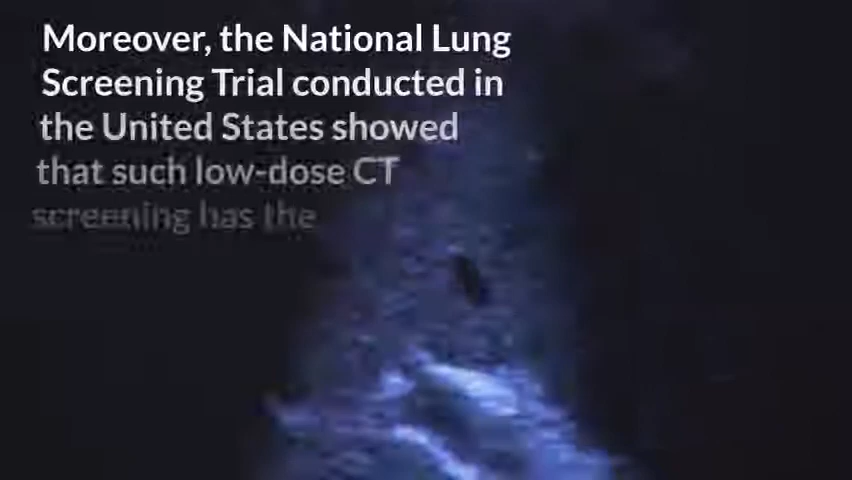 Moreover, the National Lung
Screening Trial conducted in
the United States showed
that such low-dose CT
screening has the